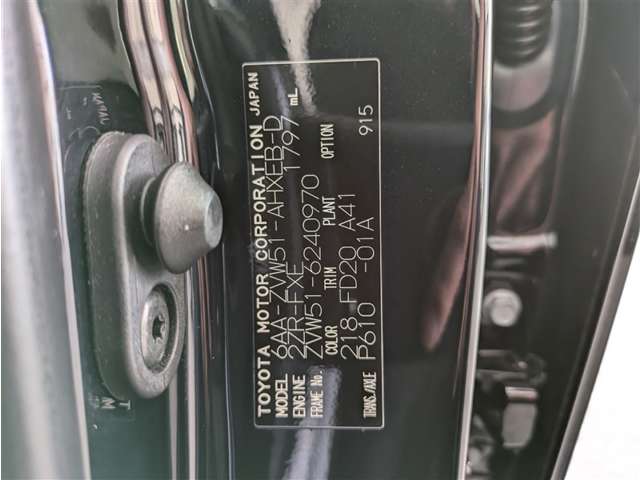 TOYOTA MOTOR CORPORATION JAPAN
MODEL 6AA-ZVW51-AHXEB-D
ENGINE 2ZR-FXE 1797 mL
FRAME No. ZVW51-6240970
COLOR TRIM PLANT OPTION
218 FD20 A41 915
TRANS./AXLE P610 -01A
T M